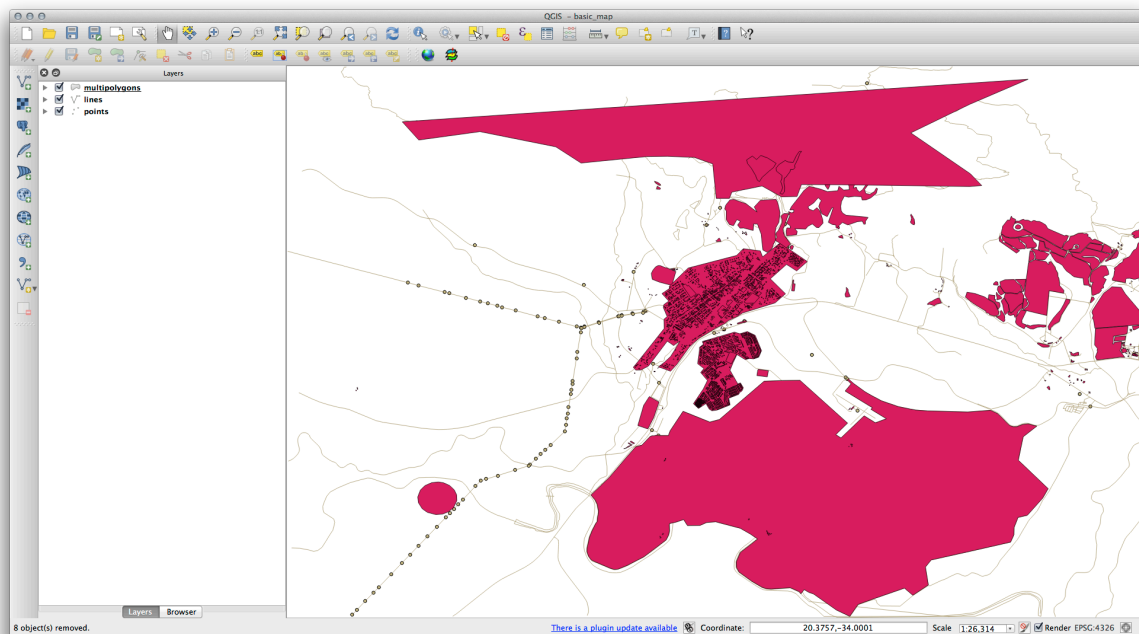 QGIS - basic_map
Layers
multipolygons
lines
points
Layers Browser
8 object(s) removed.
There is a plugin update available
Coordinate: 20.3757,-34.0001
Scale 1:26,314
Render EPSG:4326